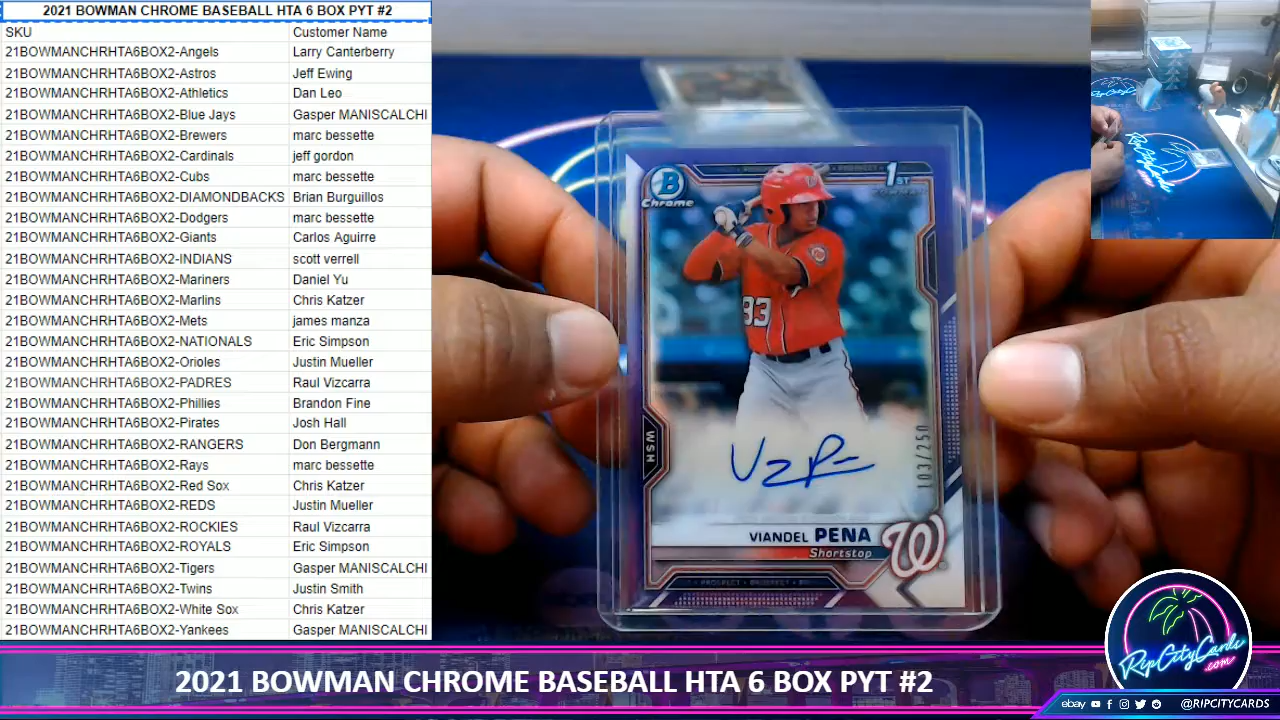 2021 BOWMAN CHROME BASEBALL HTA 6 BOX PYT #2
SKU Customer Name
21BOWMANCHRHTA6BOX2-Angels Larry Canterberry
21BOWMANCHRHTA6BOX2-Astros Jeff Ewing
21BOWMANCHRHTA6BOX2-Athletics Dan Leo
21BOWMANCHRHTA6BOX2-Blue Jays Gasper MANISCALCHI
21BOWMANCHRHTA6BOX2-Brewers marc bessette
21BOWMANCHRHTA6BOX2-Cardinals jeff gordon
21BOWMANCHRHTA6BOX2-Cubs marc bessette
21BOWMANCHRHTA6BOX2-DIAMONDBACKS Brian Burguillos
21BOWMANCHRHTA6BOX2-Dodgers marc bessette
21BOWMANCHRHTA6BOX2-Giants Carlos Aguirre
21BOWMANCHRHTA6BOX2-INDIANS scott verrell
21BOWMANCHRHTA6BOX2-Mariners Daniel Yu
21BOWMANCHRHTA6BOX2-Marlins Chris Katzer
21BOWMANCHRHTA6BOX2-Mets james manza
21BOWMANCHRHTA6BOX2-NATIONALS Eric Simpson
21BOWMANCHRHTA6BOX2-Orioles Justin Mueller
21BOWMANCHRHTA6BOX2-PADRES Raul Vizcarra
21BOWMANCHRHTA6BOX2-Phillies Brandon Fine
21BOWMANCHRHTA6BOX2-Pirates Josh Hall
21BOWMANCHRHTA6BOX2-RANGERS Don Bergmann
21BOWMANCHRHTA6BOX2-Rays marc bessette
21BOWMANCHRHTA6BOX2-Red Sox Chris Katzer
21BOWMANCHRHTA6BOX2-REDS Justin Mueller
21BOWMANCHRHTA6BOX2-ROCKIES Raul Vizcarra
21BOWMANCHRHTA6BOX2-ROYALS Eric Simpson
21BOWMANCHRHTA6BOX2-Tigers Gasper MANISCALCHI
21BOWMANCHRHTA6BOX2-Twins Justin Smith
21BOWMANCHRHTA6BOX2-White Sox Chris Katzer
21BOWMANCHRHTA6BOX2-Yankees Gasper MANISCALCHI
B
Chrome
1ST
33
WSH
103/250
VIANDEL PENA
Shortstop
W
PROSPECT
RipCityCards
.com
2021 BOWMAN CHROME BASEBALL HTA 6 BOX PYT #2
ebay @RIPCITYCARDS